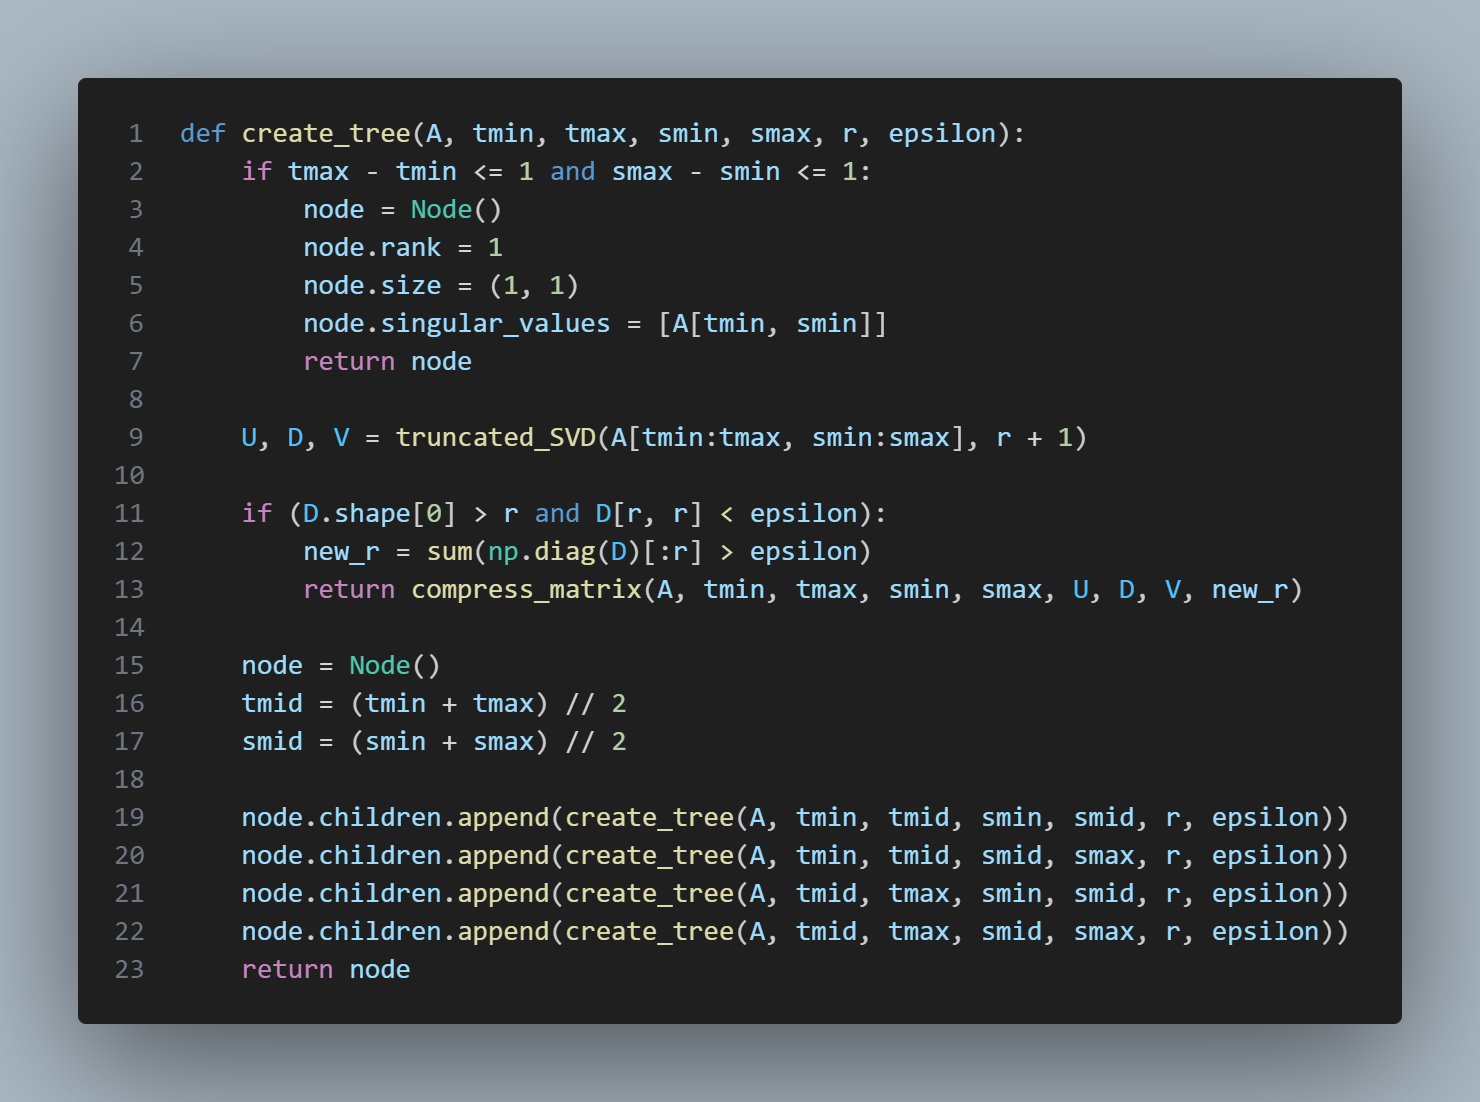 1 def create_tree(A, tmin, tmax, smin, smax, r, epsilon):
2     if tmax - tmin <= 1 and smax - smin <= 1:
3         node = Node()
4         node.rank = 1
5         node.size = (1, 1)
6         node.singular_values = [A[tmin, smin]]
7         return node
8
9     U, D, V = truncated_SVD(A[tmin:tmax, smin:smax], r + 1)
10
11     if (D.shape[0] > r and D[r, r] < epsilon):
12         new_r = sum(np.diag(D)[:r] > epsilon)
13         return compress_matrix(A, tmin, tmax, smin, smax, U, D, V, new_r)
14
15     node = Node()
16     tmid = (tmin + tmax) // 2
17     smid = (smin + smax) // 2
18
19     node.children.append(create_tree(A, tmin, tmid, smin, smid, r, epsilon))
20     node.children.append(create_tree(A, tmin, tmid, smid, smax, r, epsilon))
21     node.children.append(create_tree(A, tmid, tmax, smin, smid, r, epsilon))
22     node.children.append(create_tree(A, tmid, tmax, smid, smax, r, epsilon))
23     return node